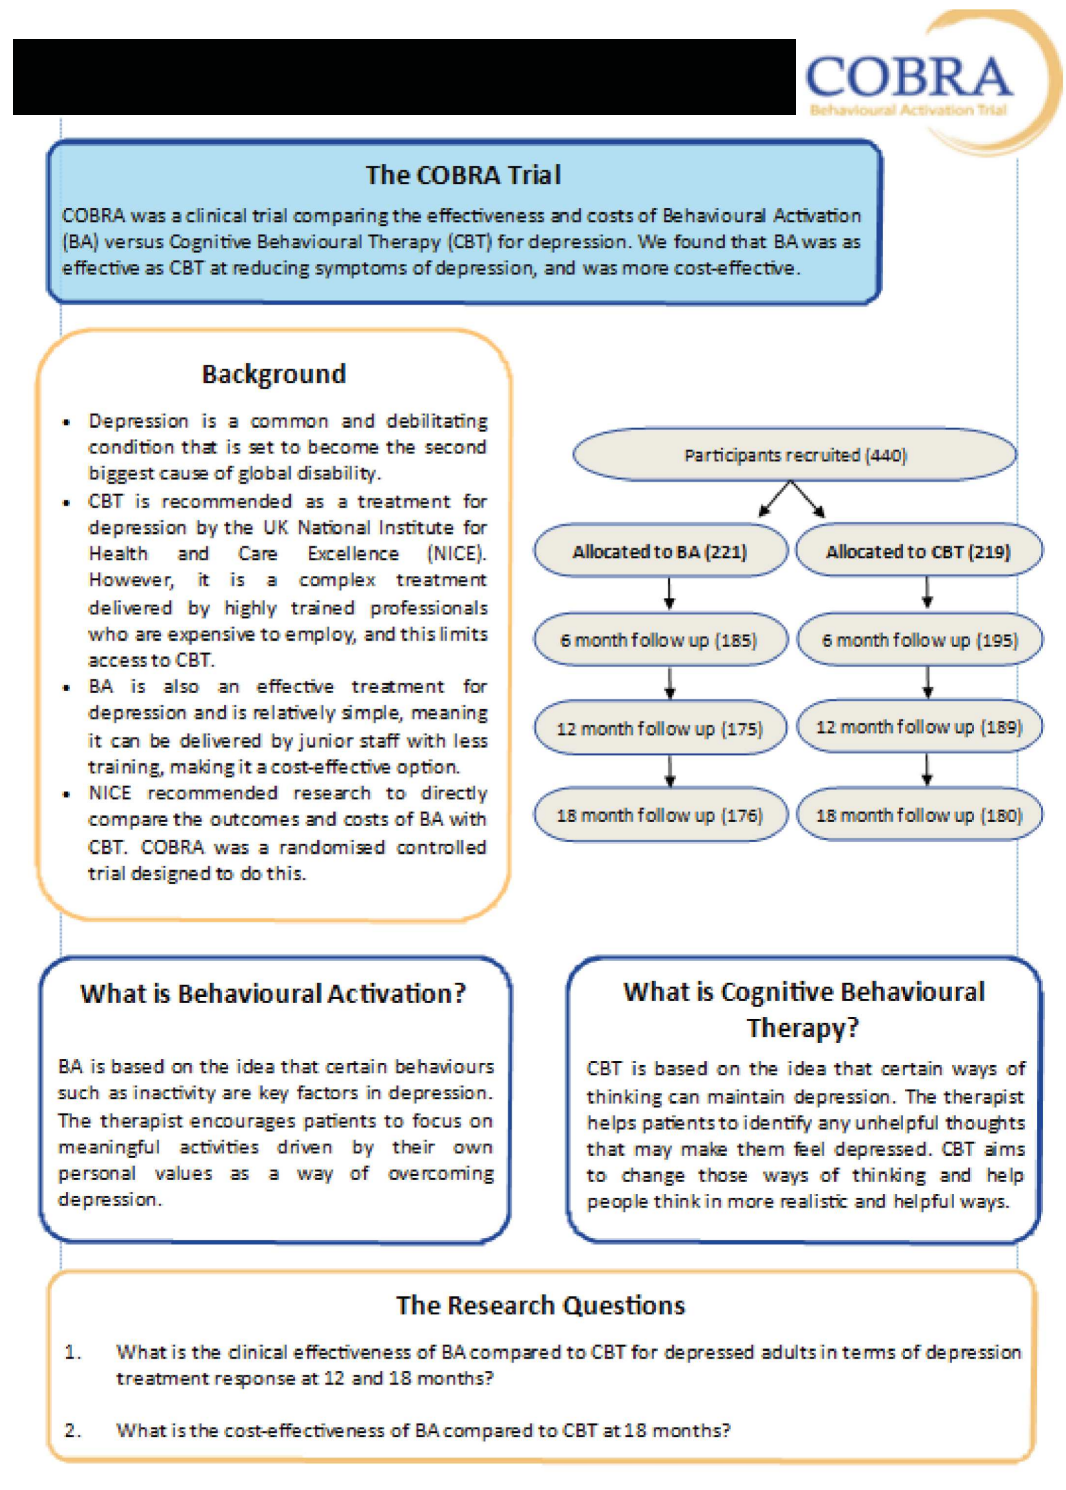 COBRA
Behavioural Activation Trial
The COBRA Trial
COBRA was a clinical trial comparing the effectiveness and costs of Behavioural Activation
(BA) versus Cognitive Behavioural Therapy (CBT) for depression. We found that BA was as
effective as CBT at reducing symptoms of depression, and was more cost-effective.
Background
• Depression is a common and debilitating
condition that is set to become the second
biggest cause of global disability.
• CBT is recommended as a treatment for
depression by the UK National Institute for
Health and Care Excellence (NICE).
However, it is a complex treatment
delivered by highly trained professionals
who are expensive to employ, and this limits
access to CBT.
• BA is also an effective treatment for
depression and is relatively simple, meaning
it can be delivered by junior staff with less
training, making it a cost-effective option.
• NICE recommended research to directly
compare the outcomes and costs of BA with
CBT. COBRA was a randomised controlled
trial designed to do this.
Participants recruited (440)
Allocated to BA (221)
Allocated to CBT (219)
6 month follow up (185)
6 month follow up (195)
12 month follow up (175)
12 month follow up (189)
18 month follow up (176)
18 month follow up (180)
What is Behavioural Activation?
BA is based on the idea that certain behaviours
such as inactivity are key factors in depression.
The therapist encourages patients to focus on
meaningful activities driven by their own
personal values as a way of overcoming
depression.
What is Cognitive Behavioural
Therapy?
CBT is based on the idea that certain ways of
thinking can maintain depression. The therapist
helps patients to identify any unhelpful thoughts
that may make them feel depressed. CBT aims
to change those ways of thinking and help
people think in more realistic and helpful ways.
The Research Questions
1. What is the clinical effectiveness of BA compared to CBT for depressed adults in terms of depression
treatment response at 12 and 18 months?
2. What is the cost-effectiveness of BA compared to CBT at 18 months?